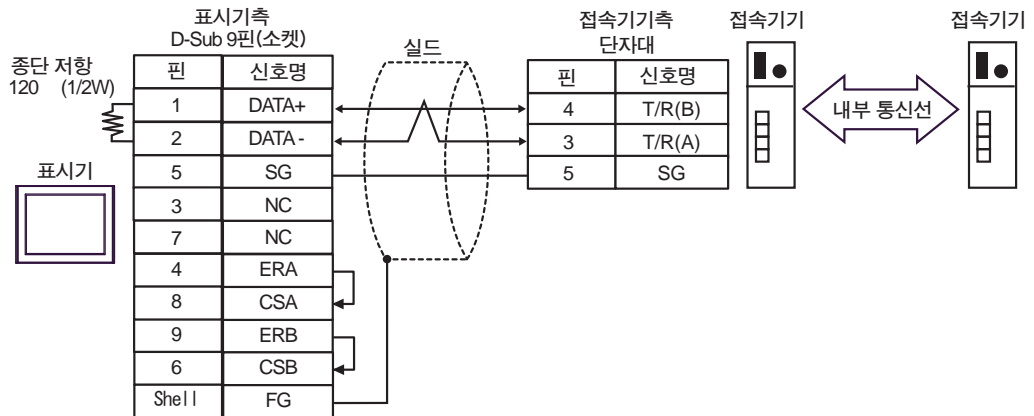 표시기측
D-Sub 9핀(소켓)
종단 저항
120 (1/2W)
표시기
핀 신호명
1 DATA+
2 DATA-
5 SG
3 NC
7 NC
4 ERA
8 CSA
9 ERB
6 CSB
Shell FG
실드
접속기기측
단자대
핀 신호명
4 T/R(B)
3 T/R(A)
5 SG
접속기기
내부 통신선
접속기기